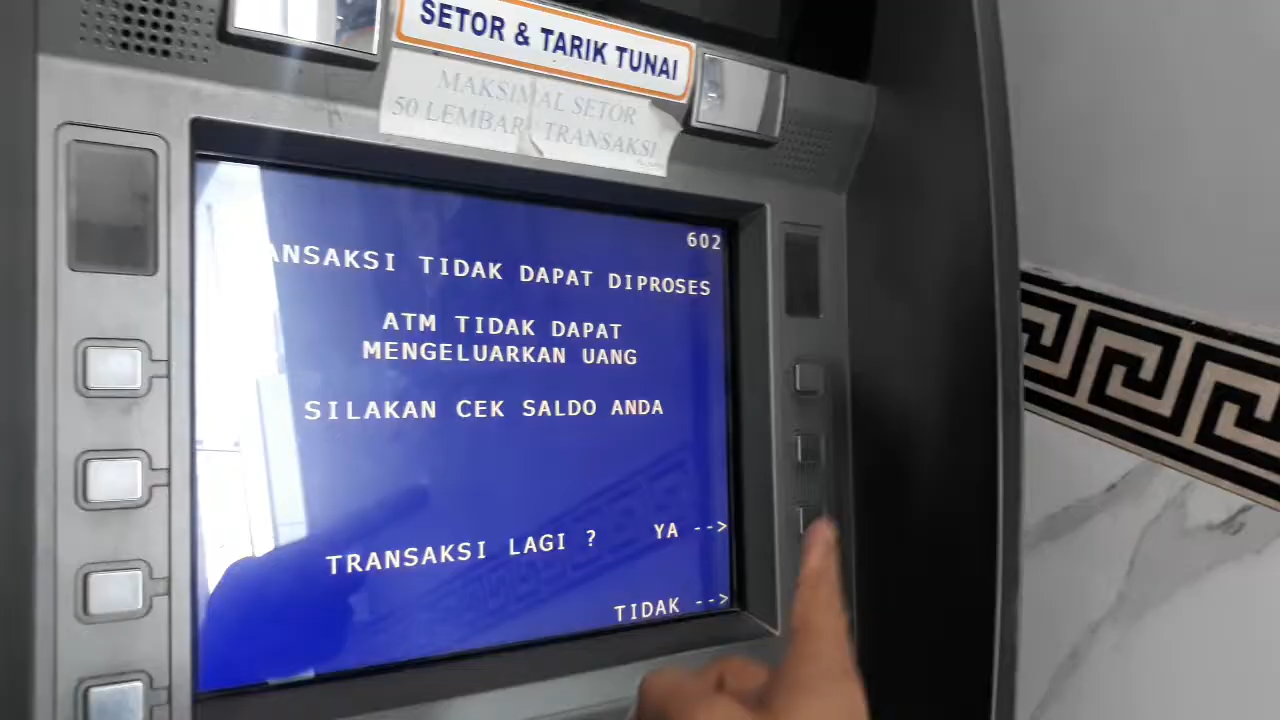 SETOR & TARIK TUNAI
MAKSIMAL SETOR
50 LEMBAR TRANSAKSI
602
ANSAKSI TIDAK DAPAT DIPROSES
ATM TIDAK DAPAT
MENGELUARKAN UANG
SILAKAN CEK SALDO ANDA
TRANSAKSI LAGI ? YA -->
TIDAK -->